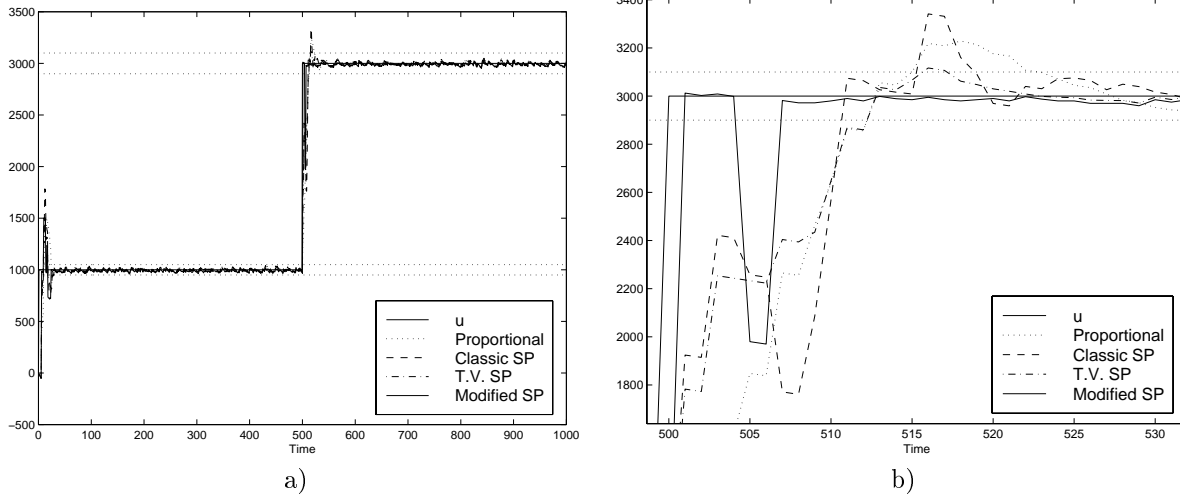 3500
3000
2500
2000
1500
1000
500
0
−500
0 100 200 300 400 500 600 700 800 900 1000
Time
u
Proportional
Classic SP
T.V. SP
Modified SP
a)
3400
3200
3000
2800
2600
2400
2200
2000
1800
500 505 510 515 520 525 530
Time
u
Proportional
Classic SP
T.V. SP
Modified SP
b)